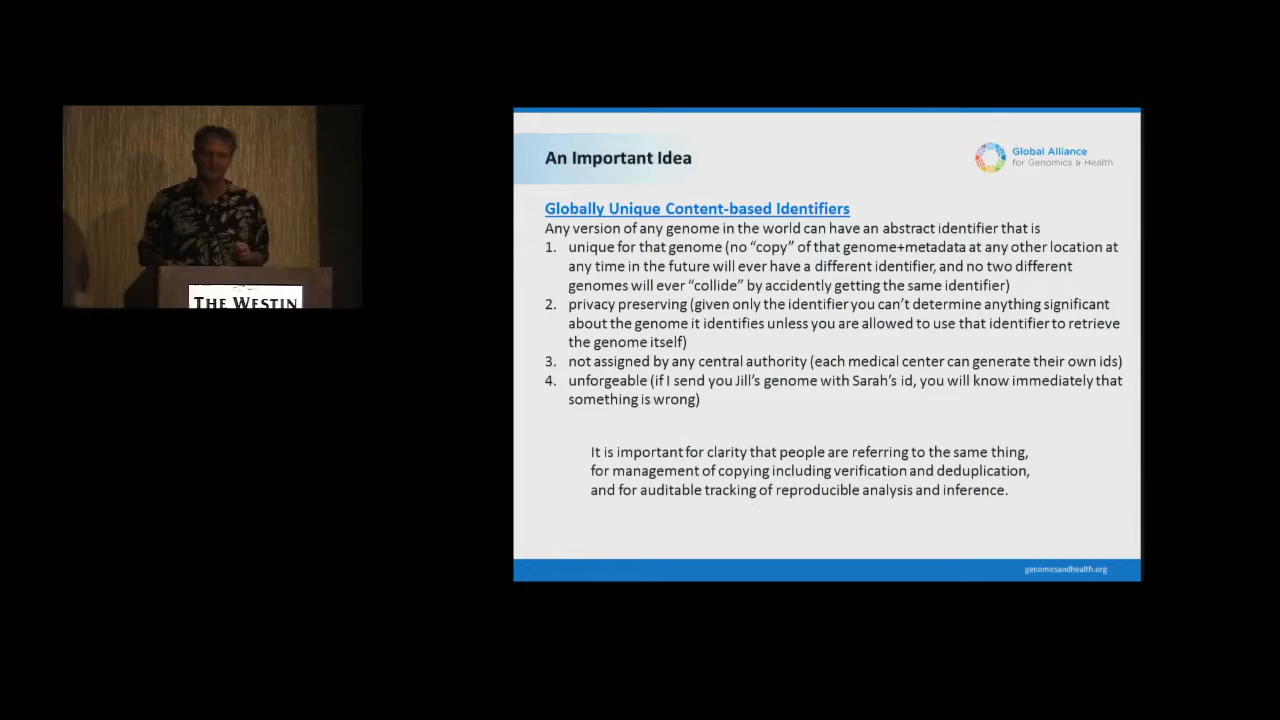 THE WESTIN
An Important Idea
Global Alliance
for Genomics & Health
Globally Unique Content-based Identifiers
Any version of any genome in the world can have an abstract identifier that is
1. unique for that genome (no “copy” of that genome+metadata at any other location at
any time in the future will ever have a different identifier, and no two different
genomes will ever “collide” by accidently getting the same identifier)
2. privacy preserving (given only the identifier you can’t determine anything significant
about the genome it identifies unless you are allowed to use that identifier to retrieve
the genome itself)
3. not assigned by any central authority (each medical center can generate their own ids)
4. unforgeable (if I send you Jill’s genome with Sarah’s id, you will know immediately that
something is wrong)
It is important for clarity that people are referring to the same thing,
for management of copying including verification and deduplication,
and for auditable tracking of reproducible analysis and inference.
genomicsandhealth.org